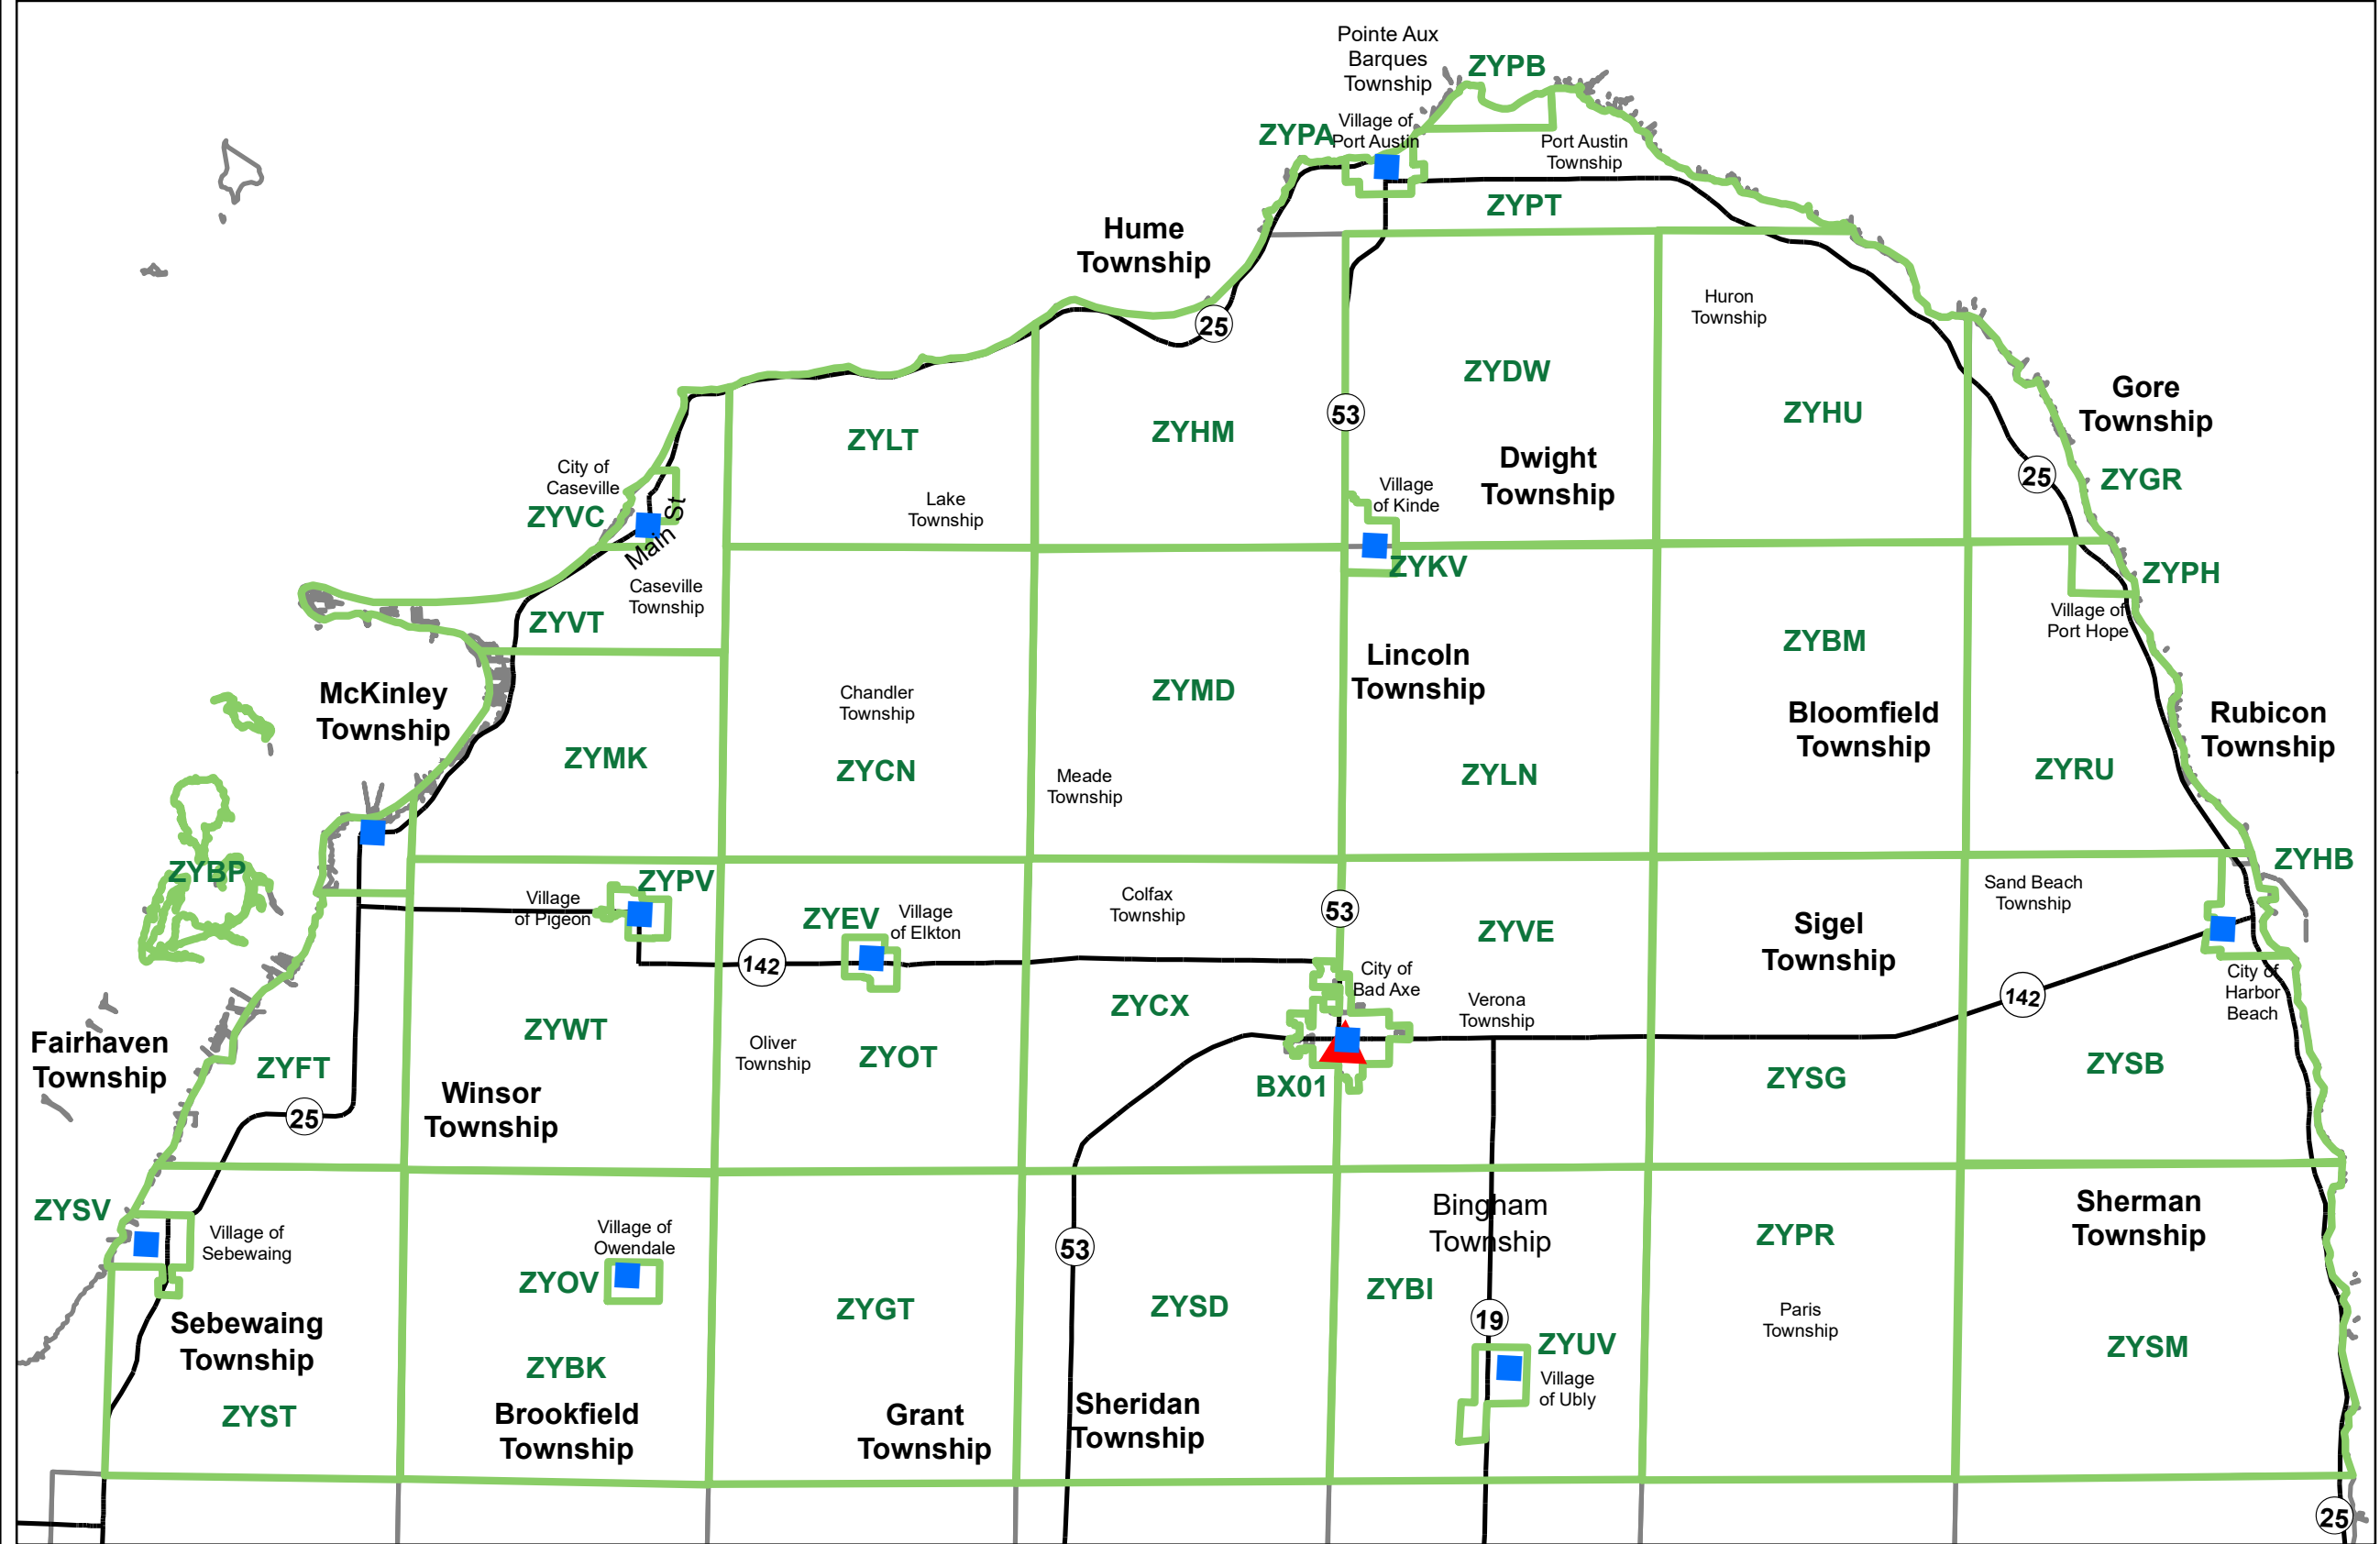 Pointe Aux
Barques
Township
ZYPB
ZYPA
Village of
Port Austin
Port Austin
Township
ZYPT
Hume
Township
25
Huron
Township
ZYDW
53
ZYHU
Gore
Township
ZYLT
ZYHM
Dwight
Township
25
ZYGR
City of
Caseville
ZYVC
Main St
Lake
Township
Village
of Kinde
ZYKV
ZYPH
Caseville
Township
ZYVT
Village of
Port Hope
McKinley
Township
Chandler
Township
ZYMD
Lincoln
Township
ZYBM
Bloomfield
Township
Rubicon
Township
ZYMK
ZYCN
Meade
Township
ZYLN
ZYRU
ZYBP
ZYPV
Village
of Pigeon
ZYEV
Village
of Elkton
Colfax
Township
53
ZYVE
Sigel
Township
Sand Beach
Township
ZYHB
142
City of
Bad Axe
Verona
Township
142
City of
Harbor
Beach
Fairhaven
Township
ZYFT
25
ZYWT
Winsor
Township
Oliver
Township
ZYOT
ZYCX
BX01
ZYSG
ZYSB
ZYSV
Village of
Sebewaing
Village of
Owendale
ZYOV
53
Bingham
Township
ZYPR
Sherman
Township
Sebewaing
Township
ZYGT
ZYSD
ZYBI
19
Paris
Township
ZYUV
Village
of Ubly
ZYSM
ZYST
ZYBK
Brookfield
Township
Grant
Township
Sheridan
Township
25